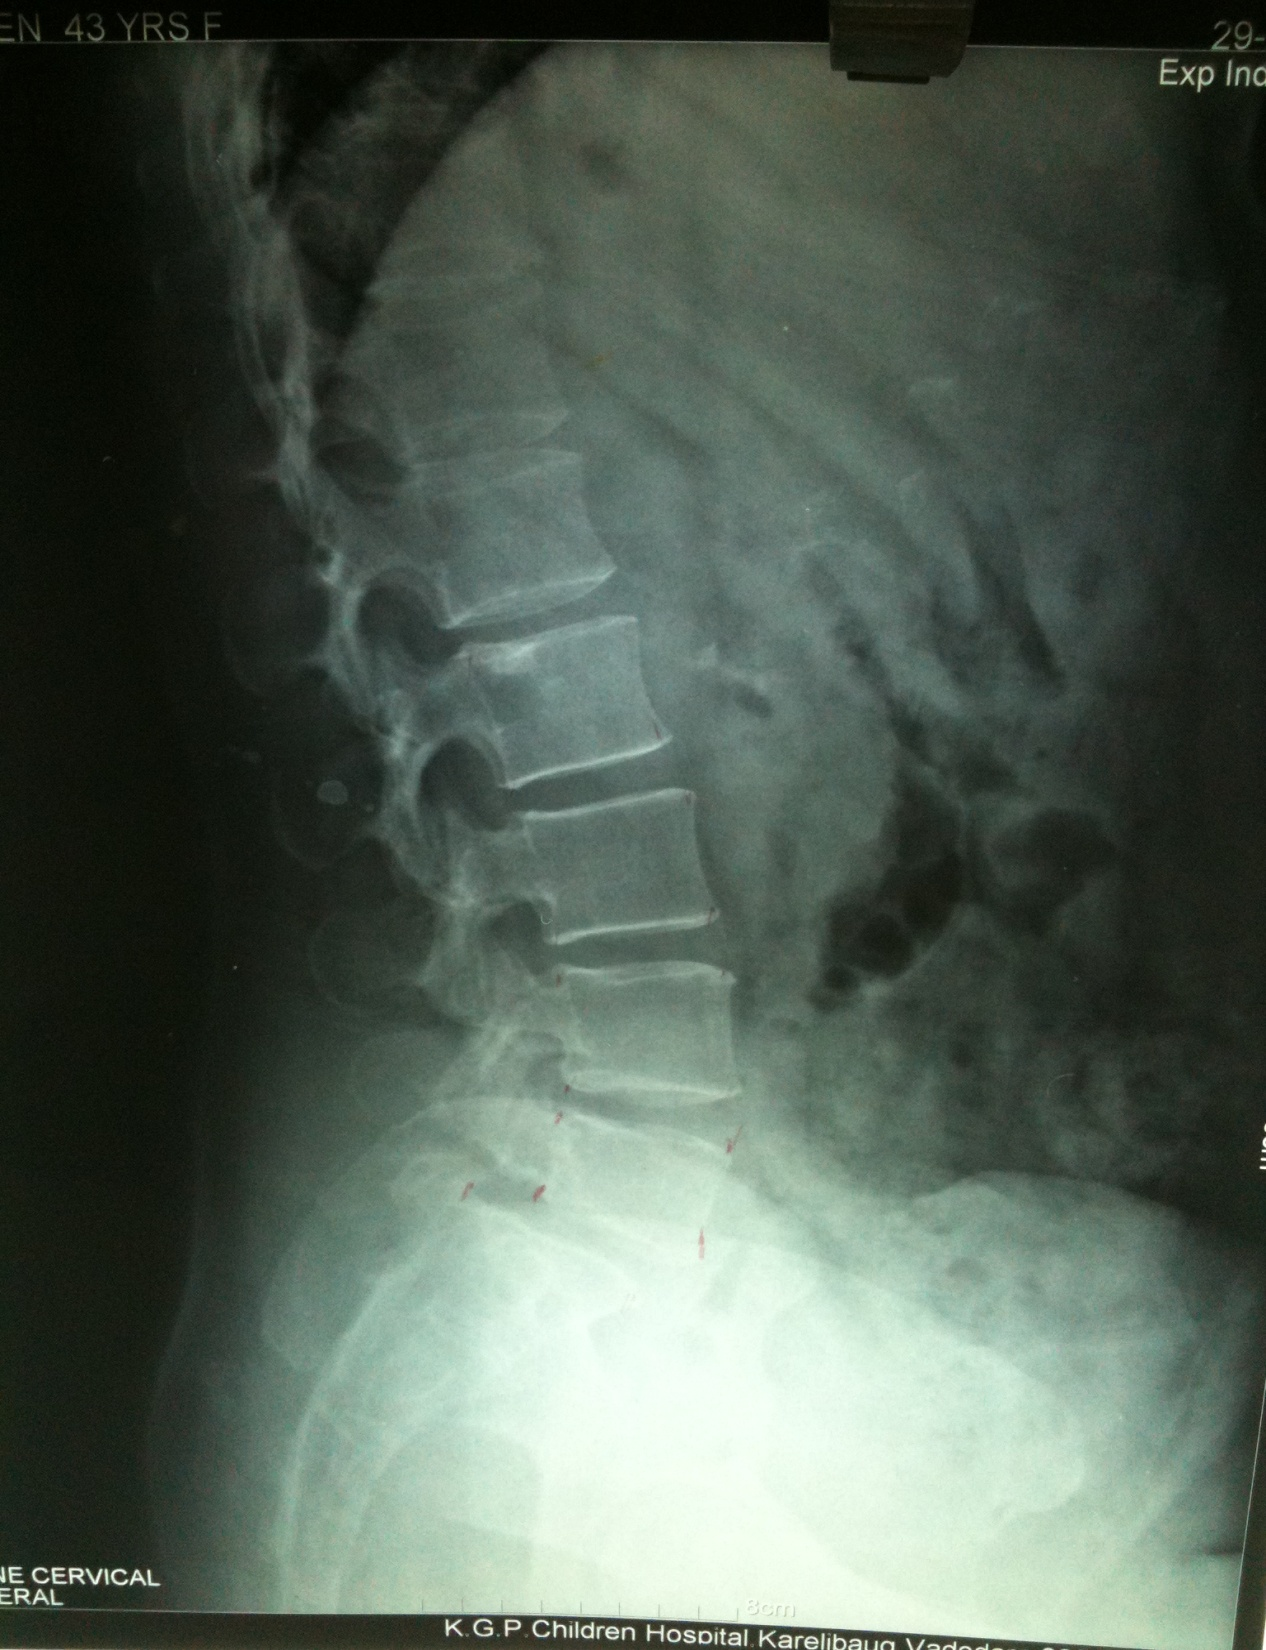 EN 43 YRS F
29-
Exp Ind
NE CERVICAL
ERAL
8cm
K.G.P. Children Hospital, Karelibaug,